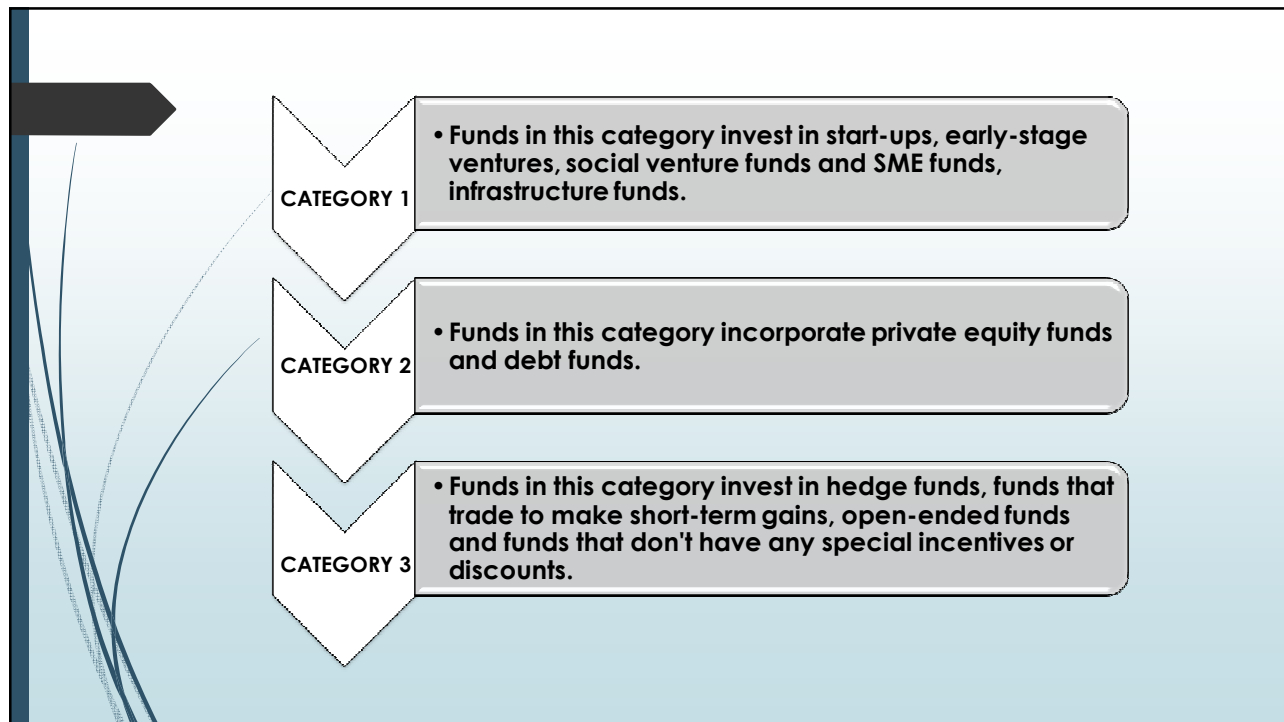 CATEGORY 1
• Funds in this category invest in start-ups, early-stage
ventures, social venture funds and SME funds,
infrastructure funds.
CATEGORY 2
• Funds in this category incorporate private equity funds
and debt funds.
CATEGORY 3
• Funds in this category invest in hedge funds, funds that
trade to make short-term gains, open-ended funds
and funds that don't have any special incentives or
discounts.